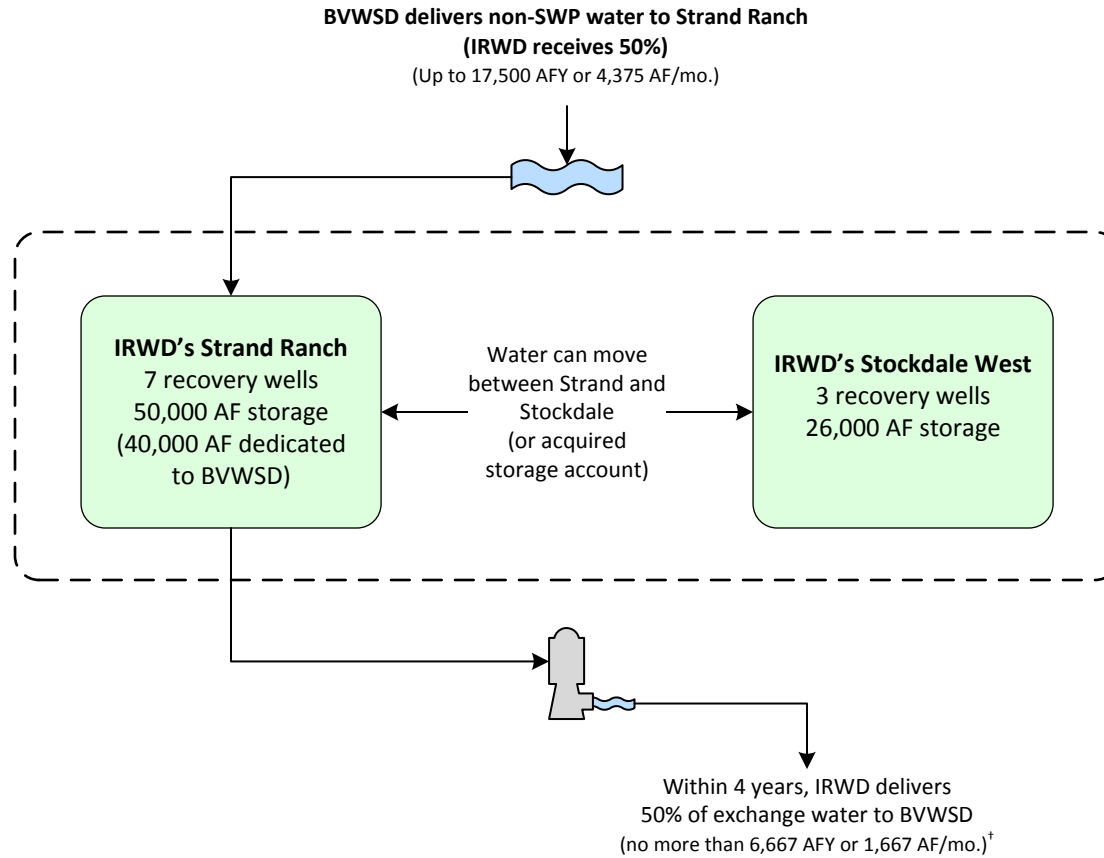 BVWSD delivers non-SWP water to Strand Ranch
(IRWD receives 50%)
(Up to 17,500 AFY or 4,375 AF/mo.)
IRWD’s Strand Ranch
7 recovery wells
50,000 AF storage
(40,000 AF dedicated
to BVWSD)
Water can move
between Strand and
Stockdale
(or acquired
storage account)
IRWD’s Stockdale West
3 recovery wells
26,000 AF storage
Within 4 years, IRWD delivers
50% of exchange water to BVWSD
(no more than 6,667 AFY or 1,667 AF/mo.)†